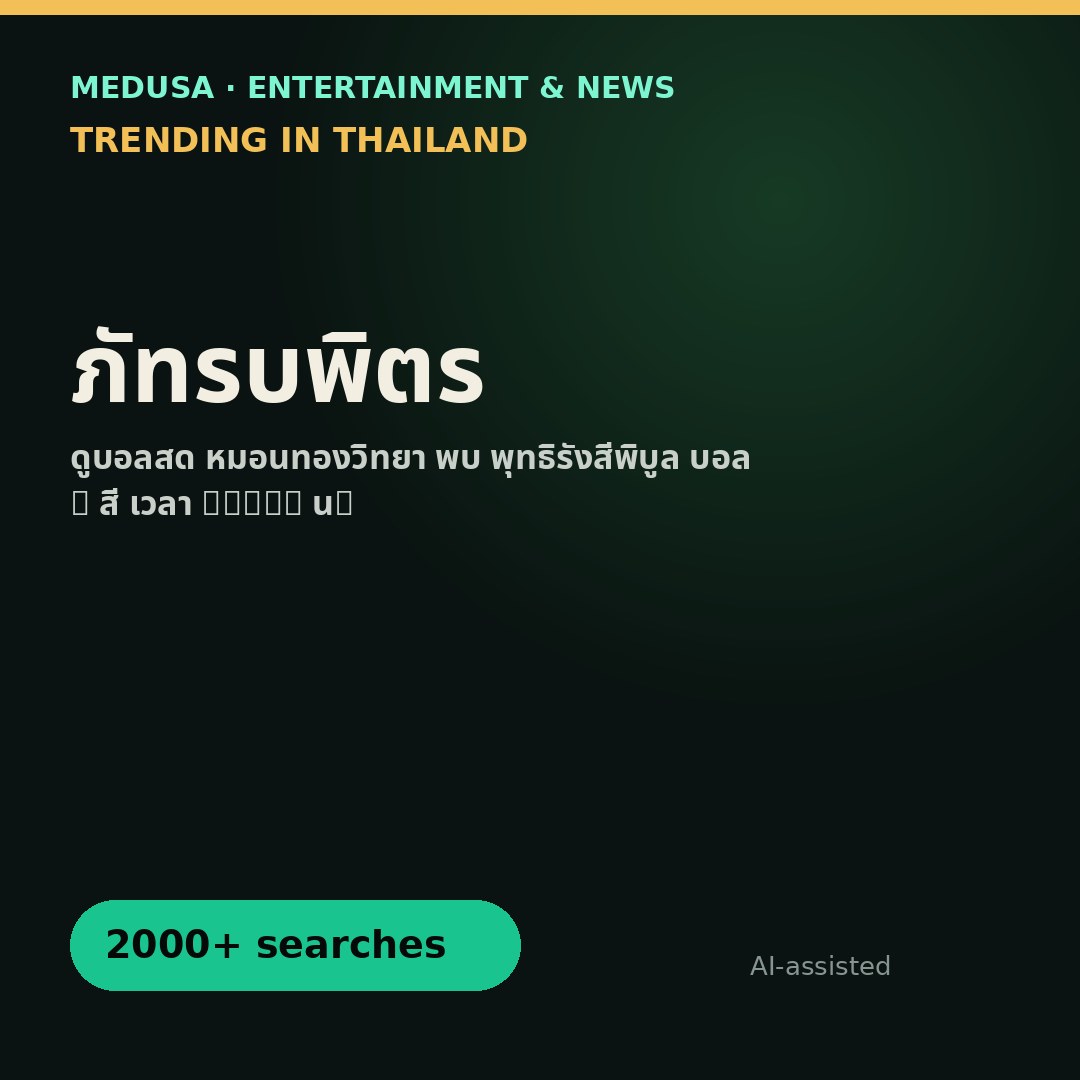 MEDUSA · ENTERTAINMENT & NEWS
TRENDING IN THAILAND
ภัทรบพิตร
ดูบอลสด หมอนทองวิทยา พบ พุทธิรังสีพิบูล บอล
สี เวลา น
2000+ searches
AI-assisted